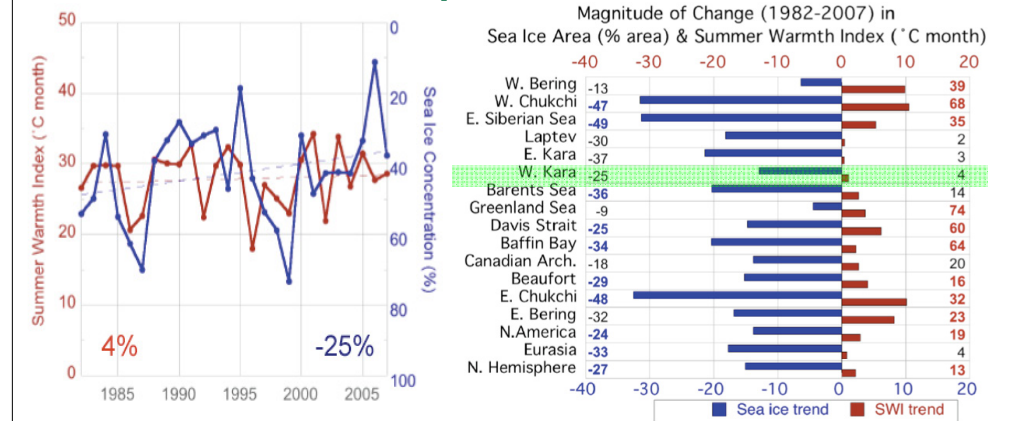 50
40
30
20
10
0
Summer Warmth Index (˚C month)
0
20
40
60
80
100
Sea Ice Concentration (%)
4%
-25%
1985 1990 1995 2000 2005
Magnitude of Change (1982-2007) in
Sea Ice Area (% area) & Summer Warmth Index (˚C month)
-40 -30 -20 -10 0 10 20
W. Bering -13 39
W. Chukchi -47 68
E. Siberian Sea -49 35
Laptev -30 2
E. Kara -37 3
W. Kara -25 4
Barents Sea -36 14
Greenland Sea -9 74
Davis Strait -25 60
Baffin Bay -34 64
Canadian Arch. -18 20
Beaufort -29 16
E. Chukchi -48 32
E. Bering -32 23
N.America -24 19
Eurasia -33 4
N. Hemisphere -27 13
-40 -30 -20 -10 0 10 20
Sea ice trend SWI trend